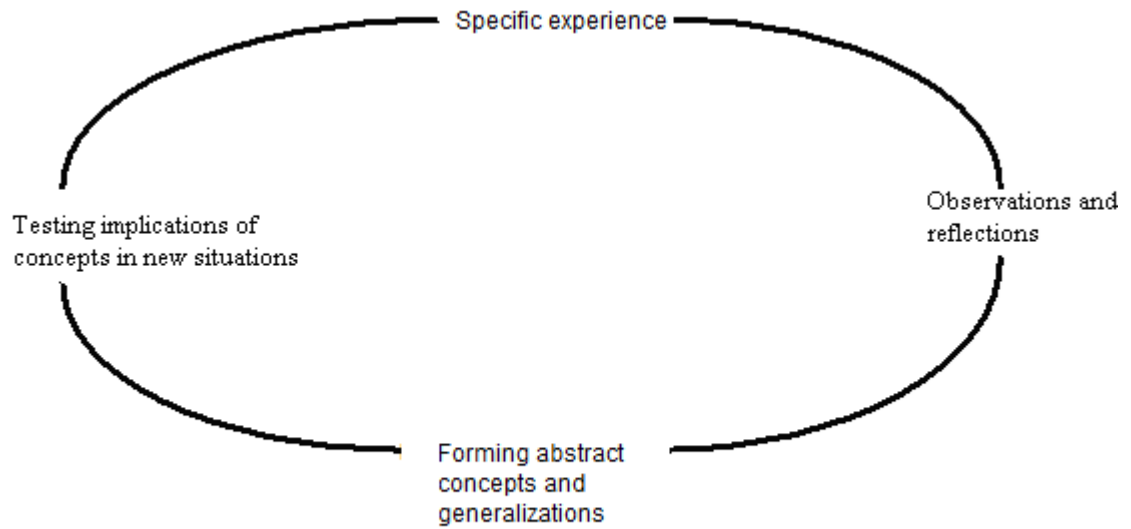 Specific experience
Observations and
reflections
Testing implications of
concepts in new situations
Forming abstract
concepts and
generalizations